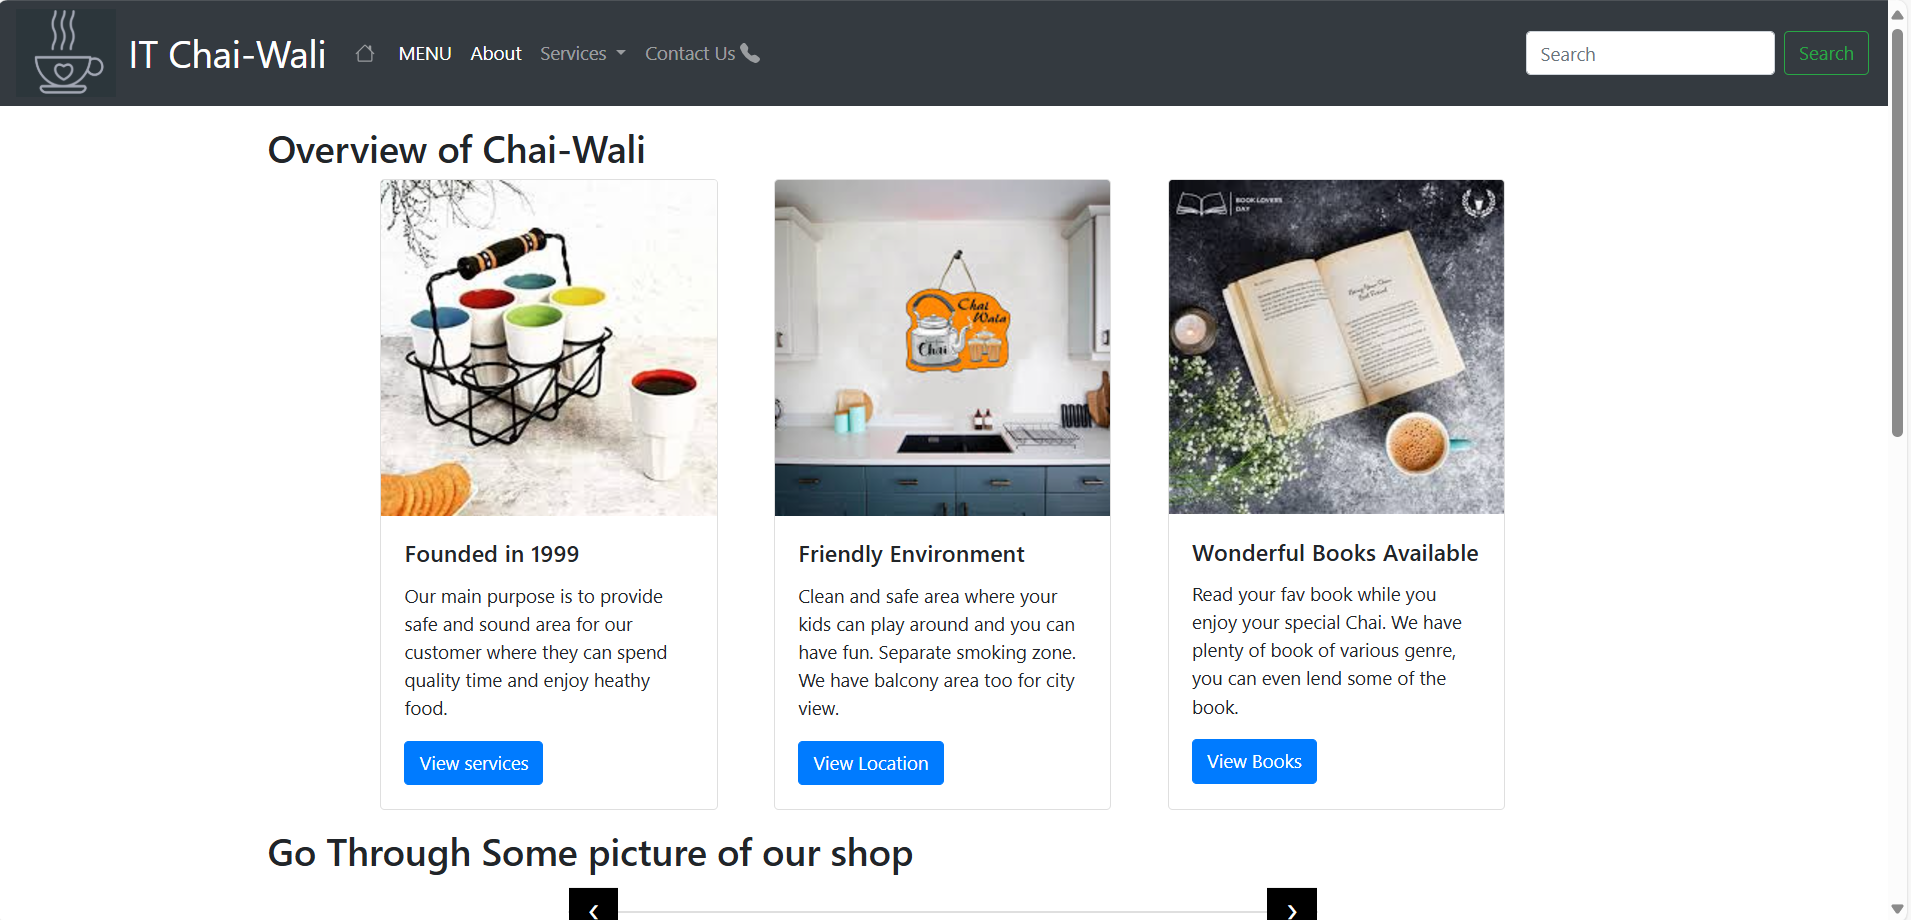 IT Chai-Wali
MENU
About
Services
Contact Us
Search
Search
Overview of Chai-Wali
Chai
Wala
Chai
BOOK LOVERS
DAY
Founded in 1999
Our main purpose is to provide
safe and sound area for our
customer where they can spend
quality time and enjoy heathy
food.
View services
Friendly Environment
Clean and safe area where your
kids can play around and you can
have fun. Separate smoking zone.
We have balcony area too for city
view.
View Location
Wonderful Books Available
Read your fav book while you
enjoy your special Chai. We have
plenty of book of various genre,
you can even lend some of the
book.
View Books
Go Through Some picture of our shop